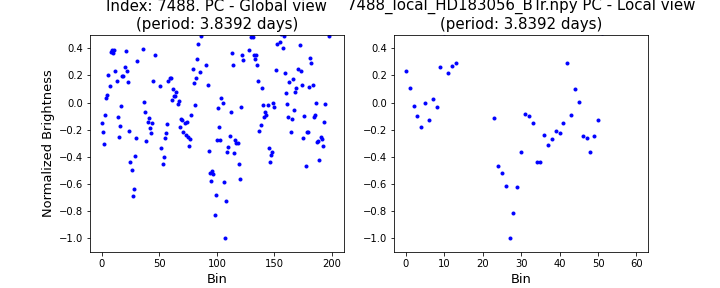 Index: 7488. PC - Global view
(period: 3.8392 days)
7488_local_HD183056_BTr.npy PC - Local view
(period: 3.8392 days)
Normalized Brightness
0.4
0.2
0.0
−0.2
−0.4
−0.6
−0.8
−1.0
0 50 100 150 200
Bin
0.4
0.2
0.0
−0.2
−0.4
−0.6
−0.8
−1.0
0 10 20 30 40 50 60
Bin